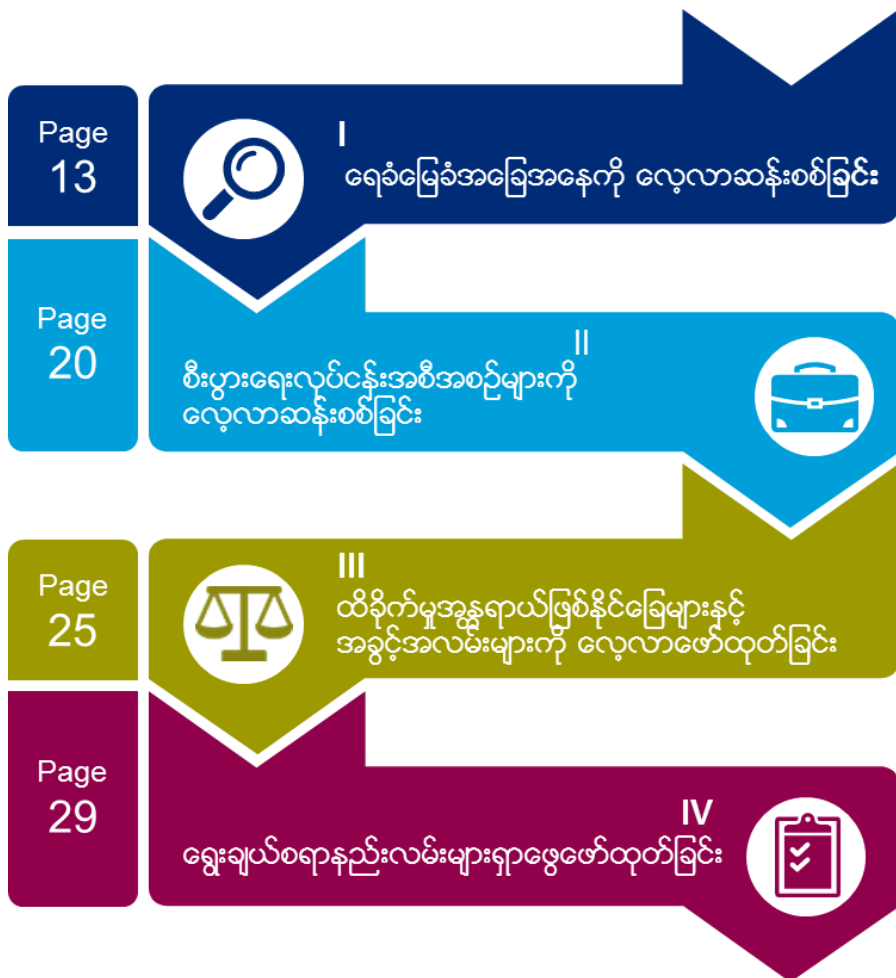 Page
13
I
ရေခံမြေခံအခြေအနေကို လေ့လာဆန်းစစ်ခြင်း
Page
20
II
စီးပွားရေးလုပ်ငန်းအစီအစဉ်များကို
လေ့လာဆန်းစစ်ခြင်း
Page
25
III
ထိခိုက်မှုအန္တရာယ်ဖြစ်နိုင်ခြေများနှင့်
အခွင့်အလမ်းများကို လေ့လာဖော်ထုတ်ခြင်း
Page
29
IV
ရွေးချယ်စရာနည်းလမ်းများရှာဖွေဖော်ထုတ်ခြင်း